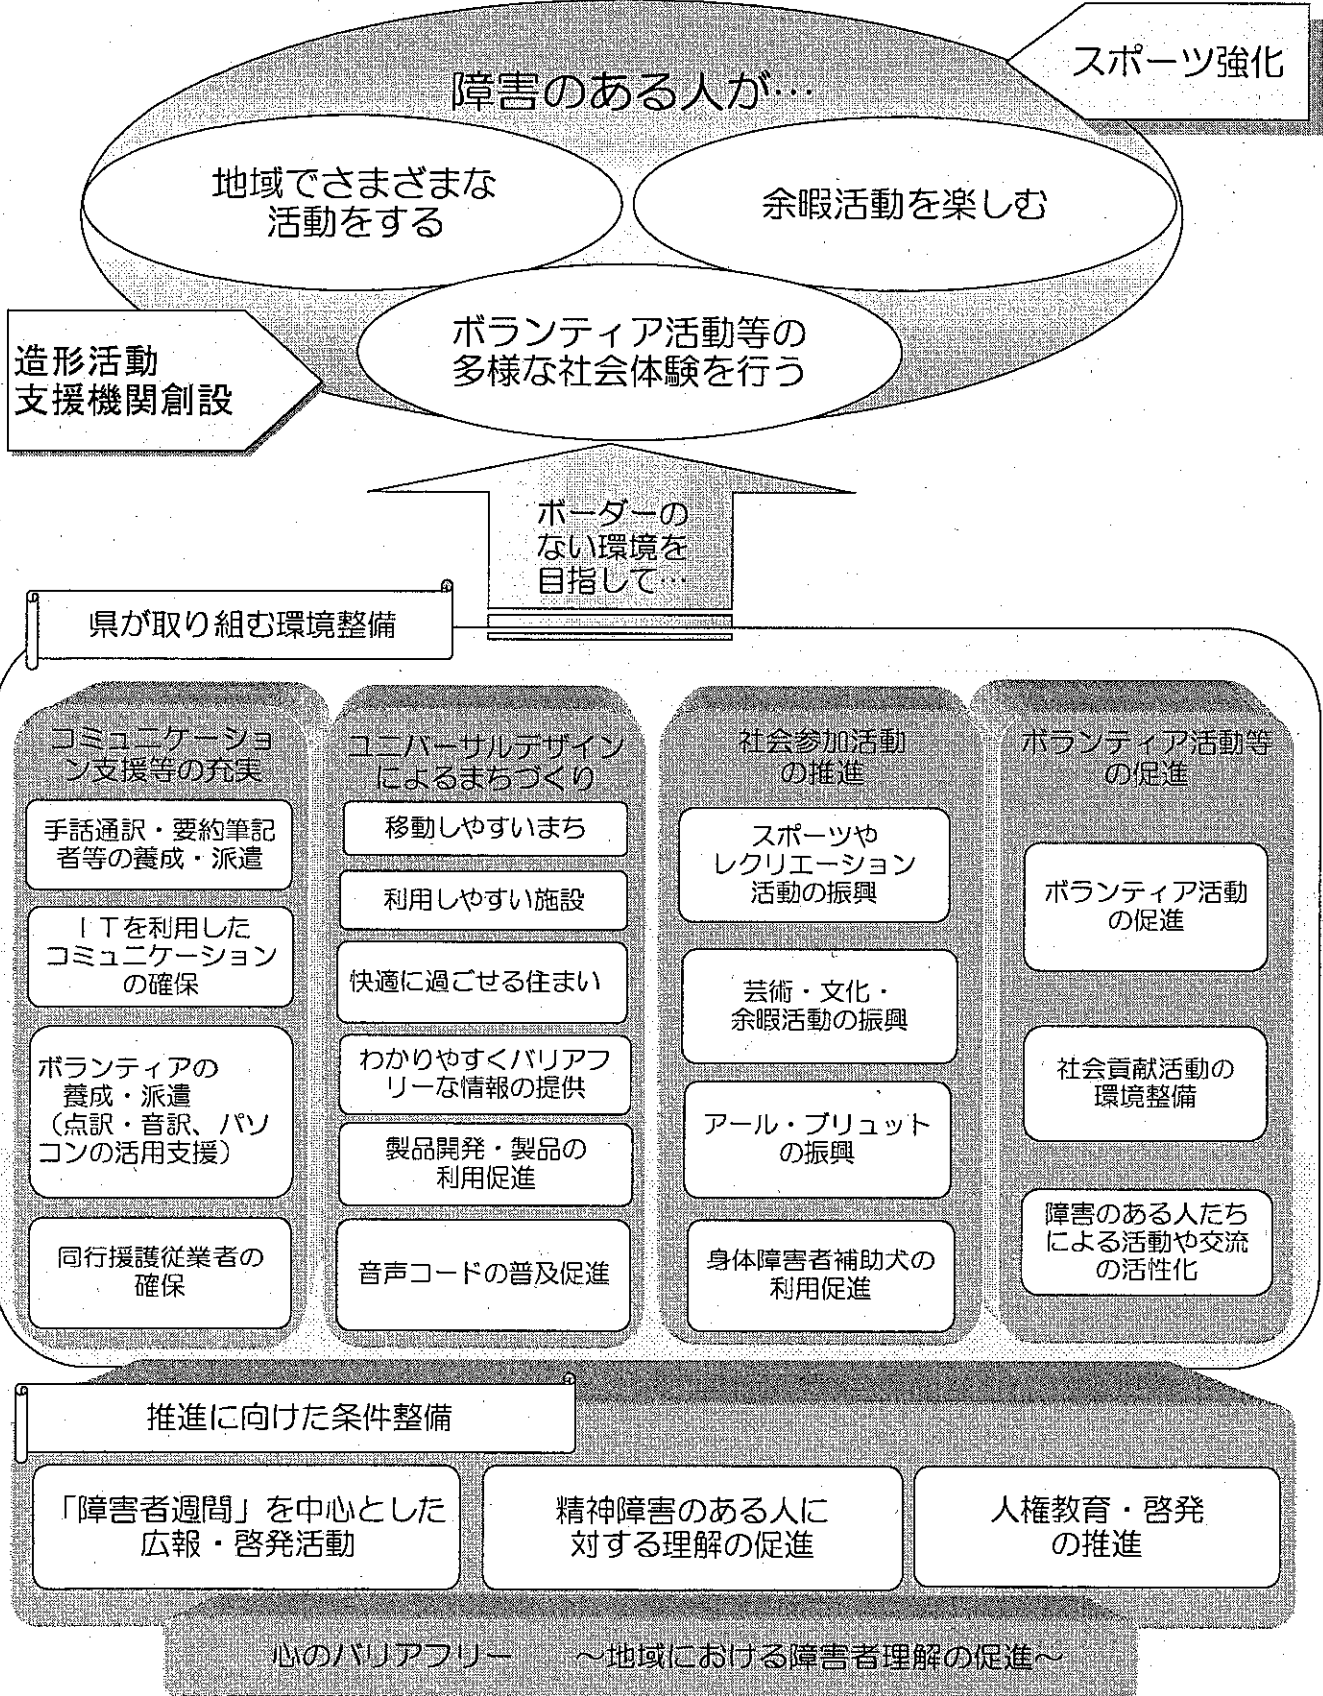 スポーツ強化
障害のある人が…
地域でさまざまな
活動をする
余暇活動を楽しむ
ボランティア活動等の
多様な社会体験を行う
造形活動
支援機関創設
ボーダーの
ない環境を
目指して…
県が取り組む環境整備
コミュニケーショ
ン支援等の充実
手話通訳・要約筆記
者等の養成・派遣
ITを利用した
コミュニケーション
の確保
ボランティアの
養成・派遣
(点訳・音訳、パソ
コンの活用支援)
同行援護従業者の
確保
ユニバーサルデザイン
によるまちづくり
移動しやすいまち
利用しやすい施設
快適に過ごせる住まい
わかりやすくバリアフ
リーな情報の提供
製品開発・製品の
利用促進
音声コードの普及促進
社会参加活動
の推進
スポーツや
レクリエーション
活動の振興
芸術・文化・
余暇活動の振興
アール・ブリュット
の振興
身体障害者補助犬の
利用促進
ボランティア活動等
の促進
ボランティア活動
の促進
社会貢献活動の
環境整備
障害のある人たち
による活動や交流
の活性化
推進に向けた条件整備
「障害者週間」を中心とした
広報・啓発活動
精神障害のある人に
対する理解の促進
人権教育・啓発
の推進
心のバリアフリー ～地域における障害者理解の促進～